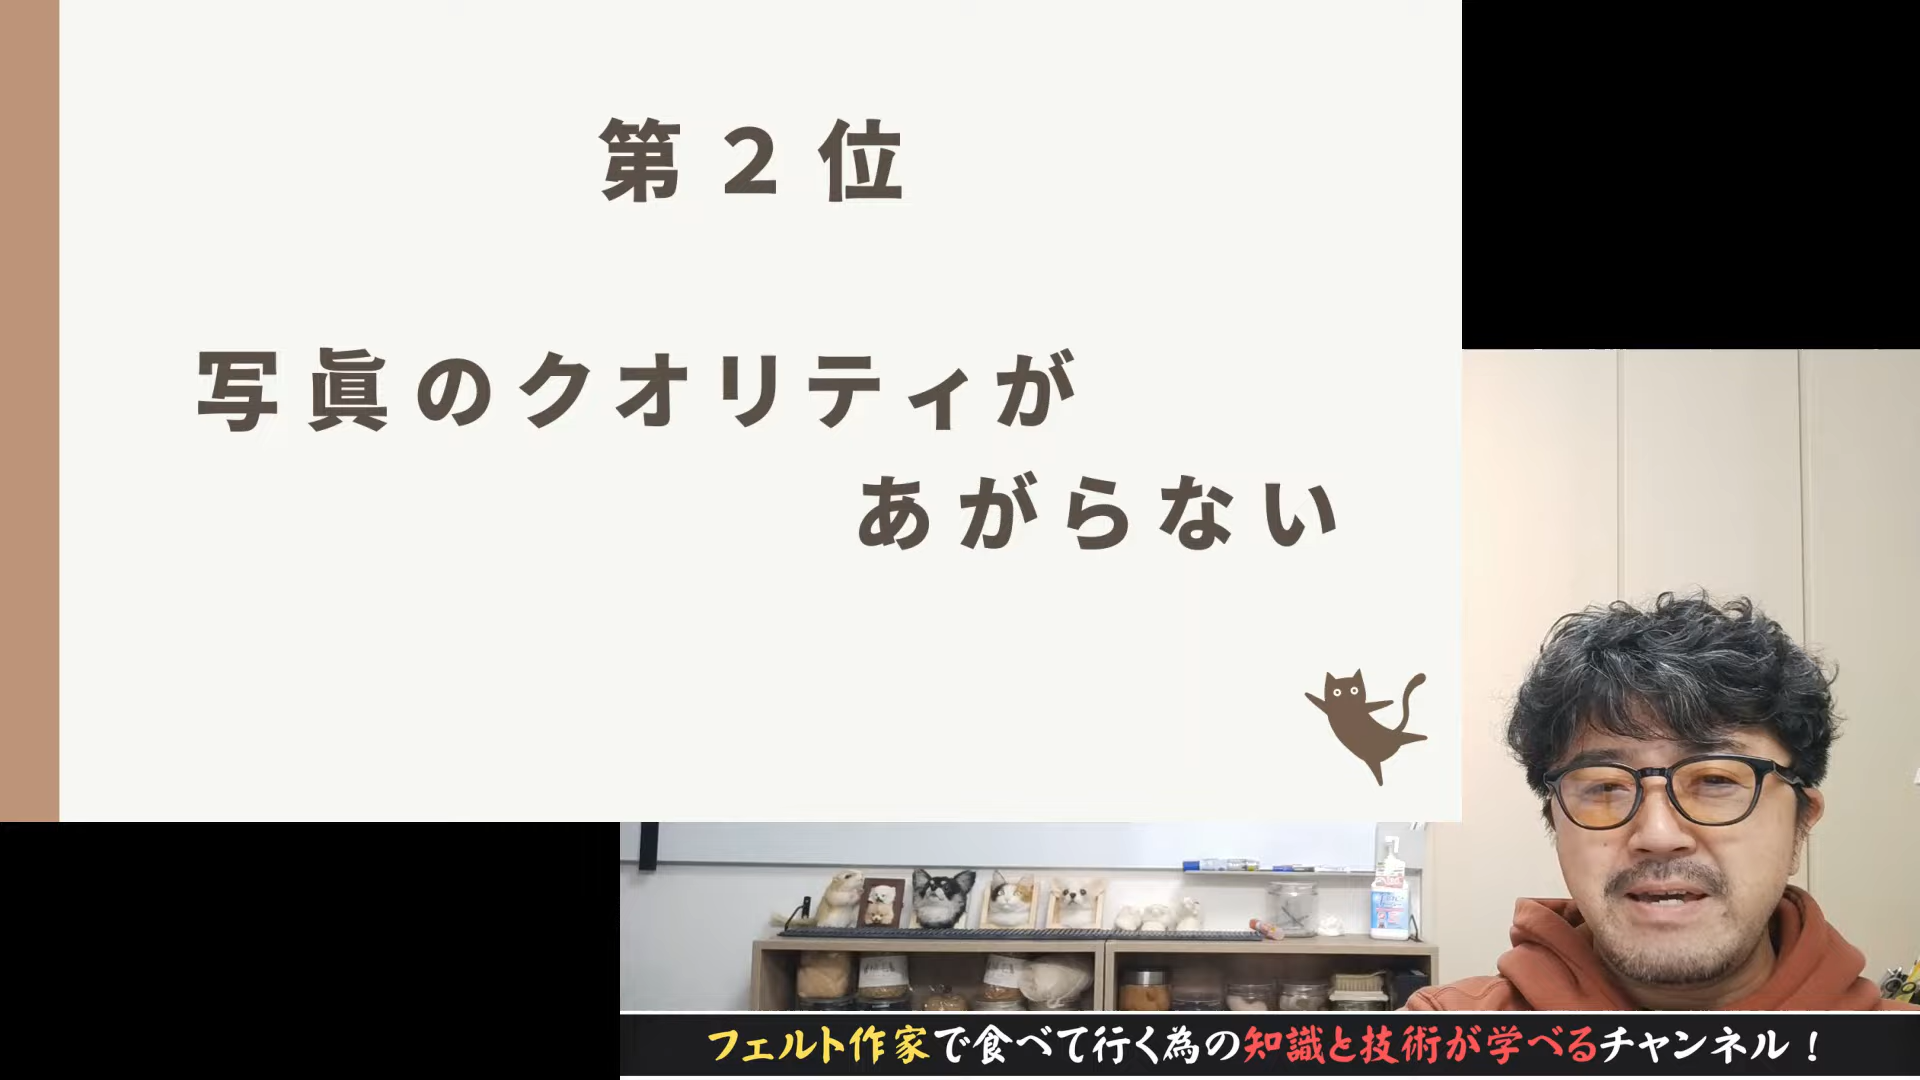 第２位
写眞のクオリティが
あがらない
フェルト作家で食べて行く為の知識と技術が学べるチャンネル！